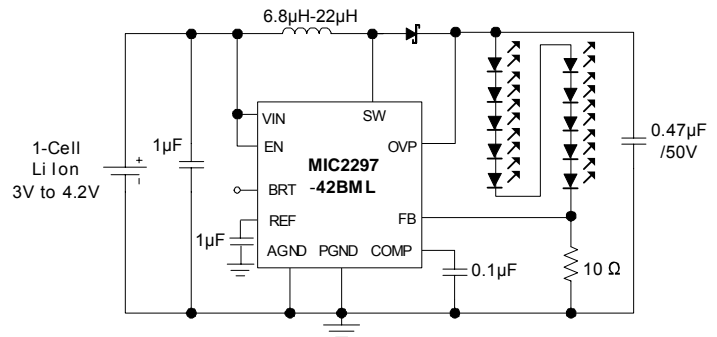 6.8µH-22µH
1-Cell
Li Ion
3V to 4.2V
+
-
1µF
VIN
EN
BRT
REF
AGND
PGND
COMP
SW
OVP
FB
MIC2297
-42BML
1µF
0.1µF
10 Ω
0.47µF
/50V